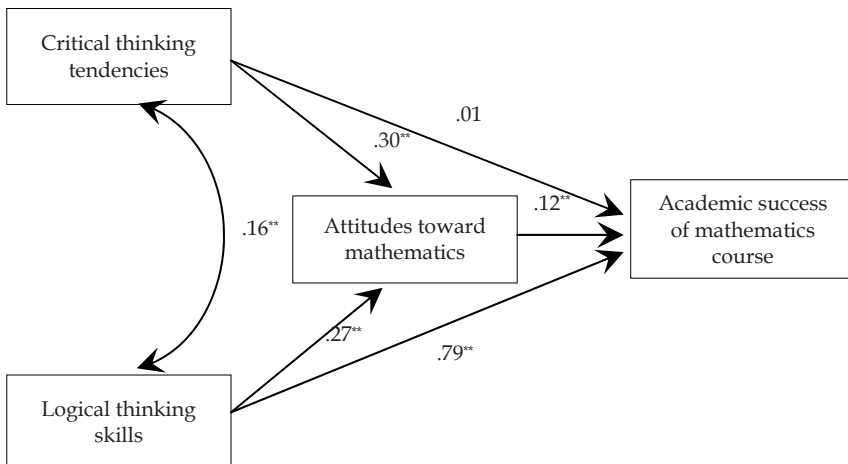 Critical thinking
tendencies
.01
.30**
.16**
Attitudes toward
mathematics
.12**
Academic success
of mathematics
course
.27**
.79**
Logical thinking
skills